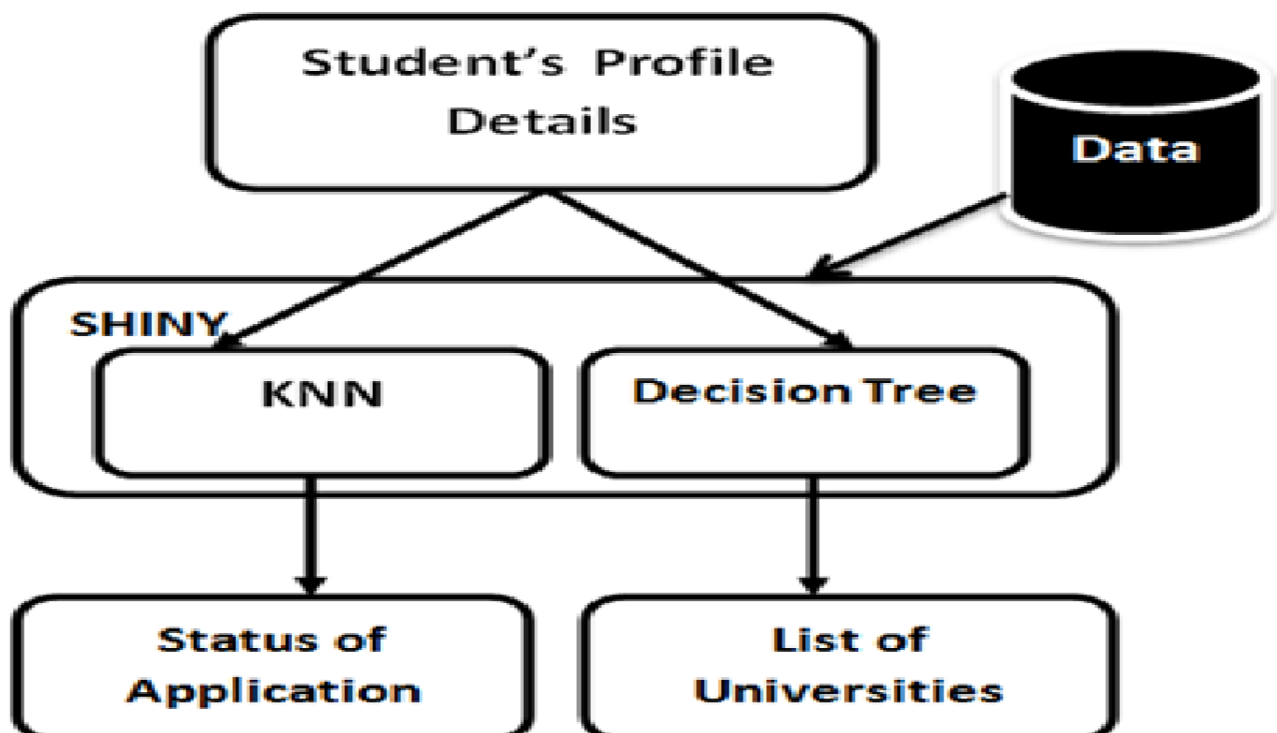 Student’s Profile
Details
Data
SHINY
KNN
Decision Tree
Status of
Application
List of
Universities